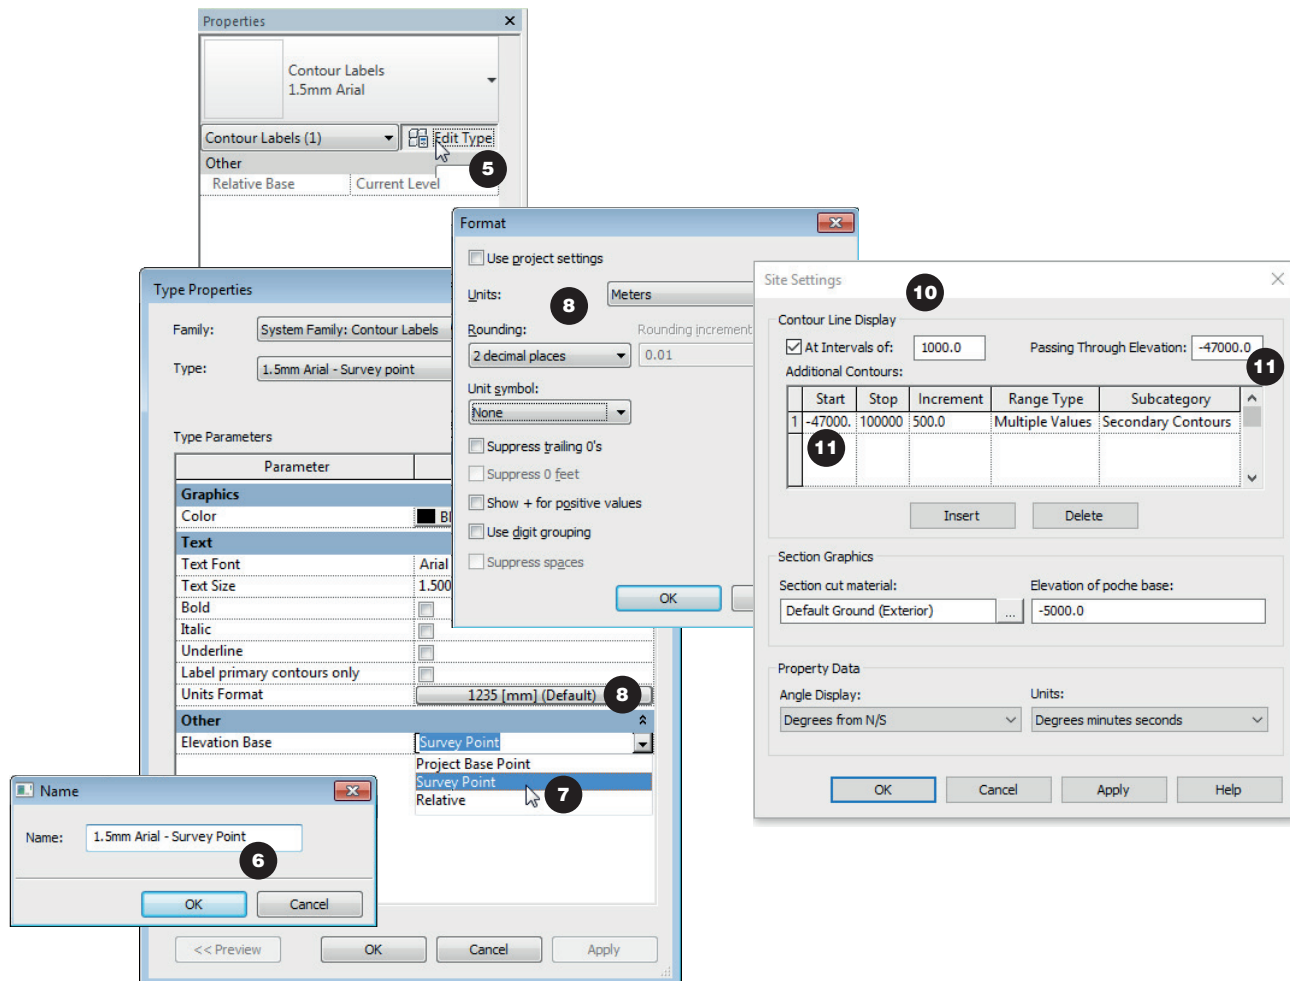 Properties
Contour Labels
1.5mm Arial
Contour Labels (1)
Edit Type
Other
5
Relative Base
Current Level
Format
Use project settings
Units:
Meters
8
Rounding:
Rounding increment
2 decimal places
0.01
Unit symbol:
None
Suppress trailing 0's
Suppress 0 feet
Show + for positive values
Use digit grouping
Suppress spaces
OK
Type Properties
Family:
System Family: Contour Labels
Type:
1.5mm Arial - Survey point
Type Parameters
Parameter
Graphics
Color
Text
Text Font
Arial
Text Size
1.500
Bold
Italic
Underline
Label primary contours only
Units Format
1235 [mm] (Default)
8
Other
Elevation Base
Survey Point
Project Base Point
Survey Point
Relative
7
<< Preview
OK
Cancel
Apply
Name
Name:
1.5mm Arial - Survey Point
6
OK
Cancel
Site Settings
10
Contour Line Display
At Intervals of:
1000.0
Passing Through Elevation:
-47000.0
11
Additional Contours:
Start Stop Increment Range Type Subcategory
1 -47000. 100000 500.0 Multiple Values Secondary Contours
11
Insert
Delete
Section Graphics
Section cut material:
Elevation of poche base:
Default Ground (Exterior)
...
-5000.0
Property Data
Angle Display:
Units:
Degrees from N/S
Degrees minutes seconds
OK
Cancel
Apply
Help